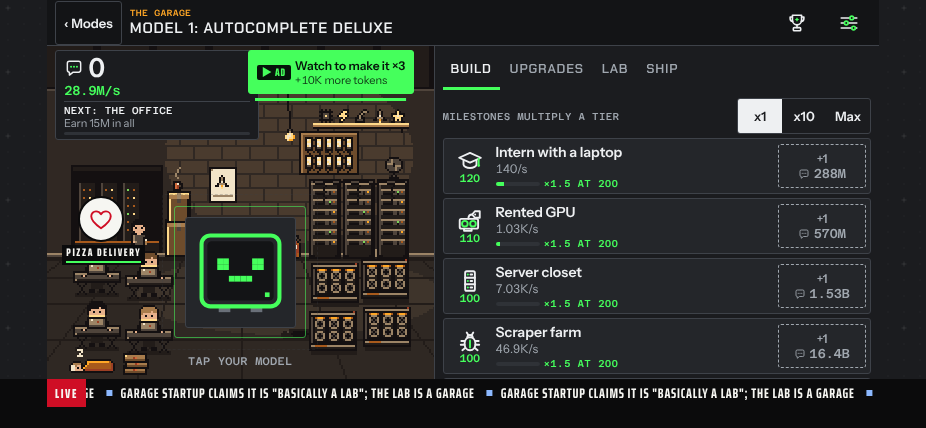 ‹ Modes
THE GARAGE
MODEL 1: AUTOCOMPLETE DELUXE
0
28.9M/s
NEXT: THE OFFICE
Earn 15M in all
AD
Watch to make it ×3
+10K more tokens
PIZZA DELIVERY
Z
TAP YOUR MODEL
BUILD UPGRADES LAB SHIP
MILESTONES MULTIPLY A TIER
x1 x10 Max
Intern with a laptop
140/s
120
×1.5 AT 200
+1
288M
Rented GPU
1.03K/s
110
×1.5 AT 200
+1
570M
Server closet
7.03K/s
100
×1.5 AT 200
+1
1.53B
Scraper farm
46.9K/s
100
×1.5 AT 200
+1
16.4B
LIVE
GE ■ GARAGE STARTUP CLAIMS IT IS "BASICALLY A LAB"; THE LAB IS A GARAGE ■ GARAGE STARTUP CLAIMS IT IS "BASICALLY A LAB"; THE LAB IS A GARAGE ■